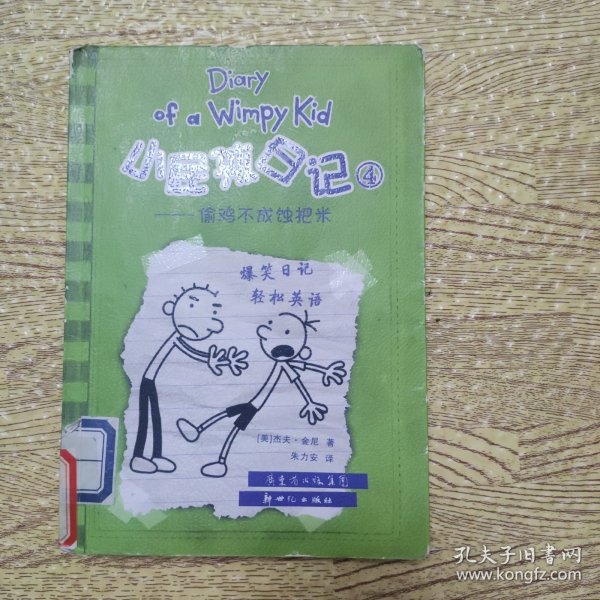 Diary
of a Wimpy Kid
小屁孩日记④
——偷鸡不成蚀把米
爆笑日记
轻松英语
[美]杰夫·金尼 著
朱力安 译
广东省出版集团
新世纪出版社
孔夫子旧书网
www.kongfz.com